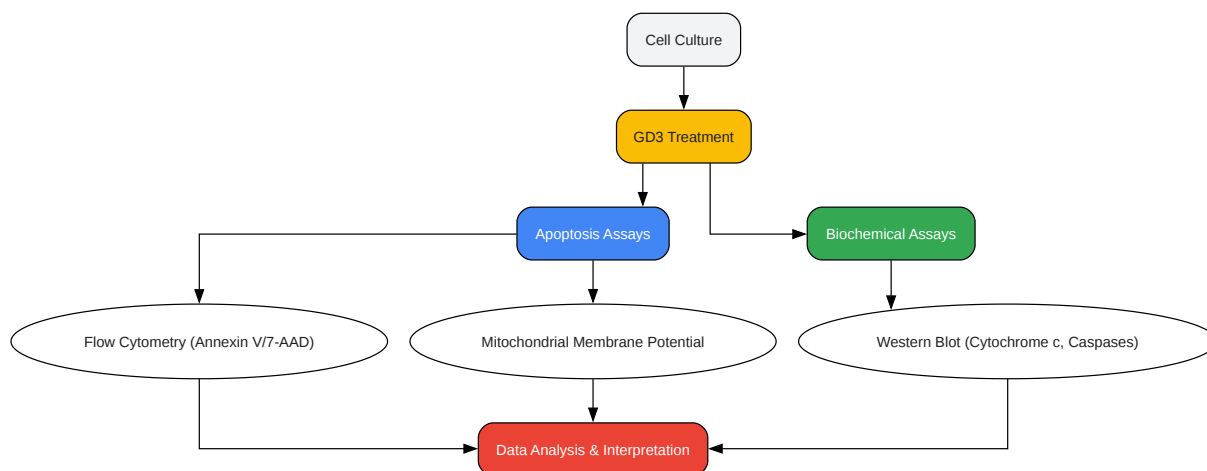 Cell Culture
GD3 Treatment
Apoptosis Assays
Biochemical Assays
Flow Cytometry (Annexin V/7-AAD)
Mitochondrial Membrane Potential
Western Blot (Cytochrome c, Caspases)
Data Analysis & Interpretation